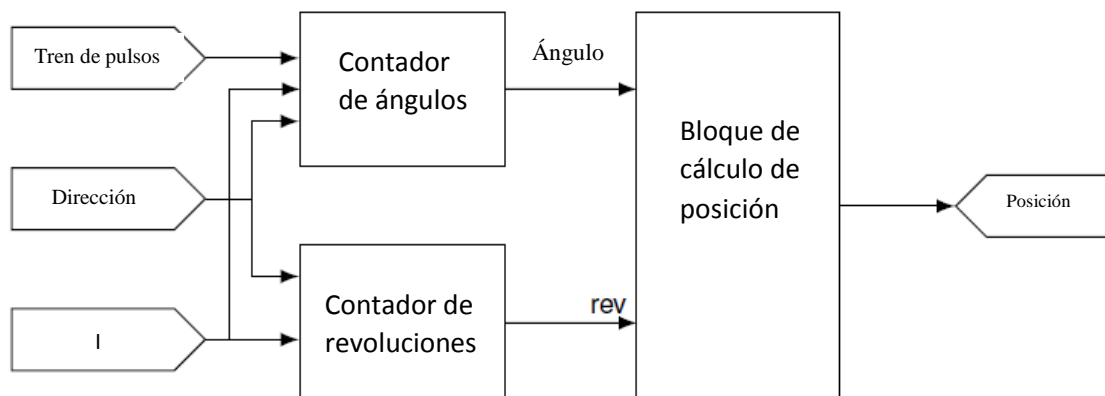 Tren de pulsos
Contador
de ángulos
Ángulo
Bloque de
cálculo de
posición
Dirección
Posición
Contador de
revoluciones
rev
I